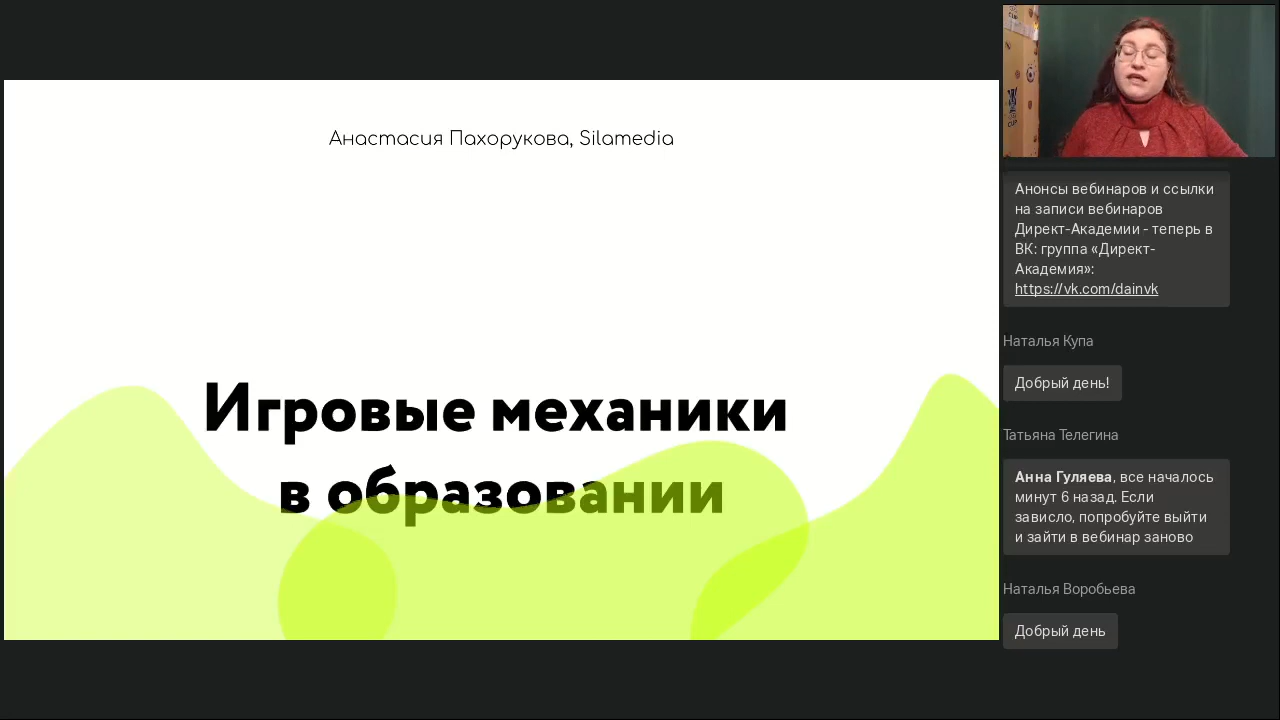 Анастасия Пахорукова, Silamedia
Игровые механики
в образовании
Анонсы вебинаров и ссылки
на записи вебинаров
Директ-Академии - теперь в
ВК: группа «Директ-
Академия»:
https://vk.com/dainvk
Наталья Купа
Добрый день!
Татьяна Телегина
Анна Гуляева, все началось
минут 6 назад. Если
зависло, попробуйте выйти
и зайти в вебинар заново
Наталья Воробьева
Добрый день